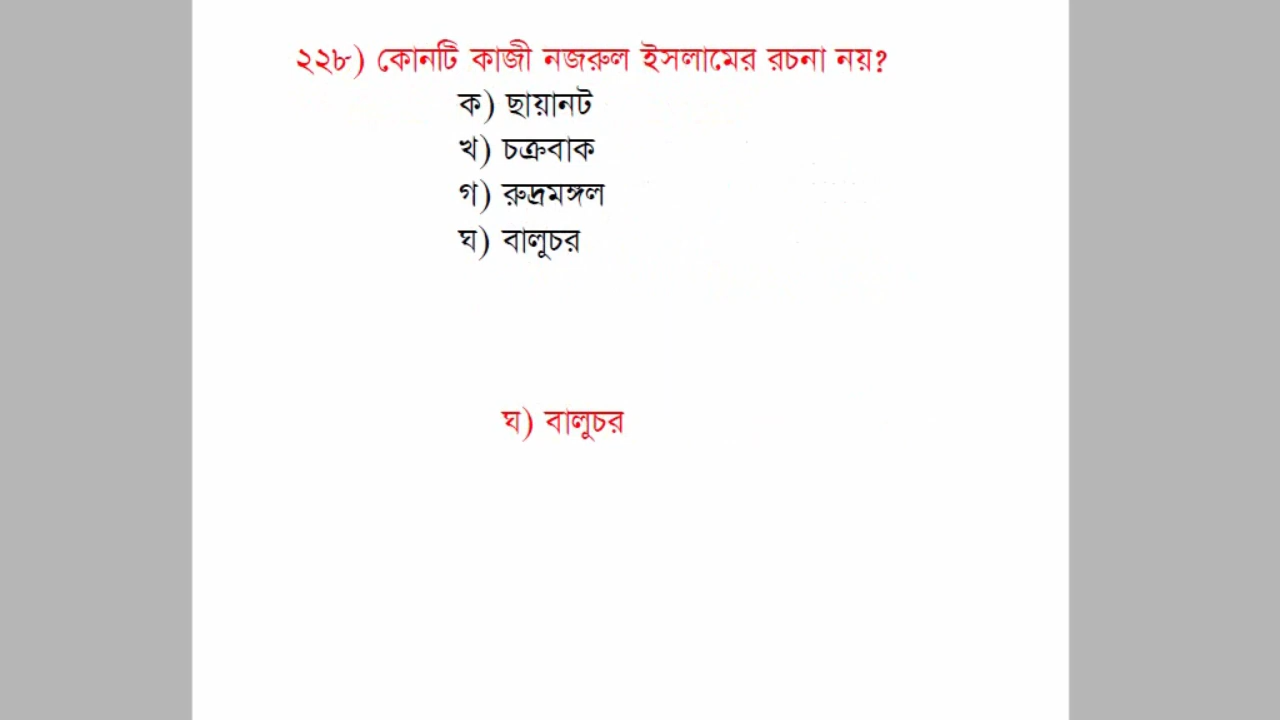 ২২৮) কোনটি কাজী নজরুল ইসলামের রচনা নয়?
ক) ছায়ানট
খ) চক্রবাক
গ) রুদ্রমঙ্গল
ঘ) বালুচর
ঘ) বালুচর